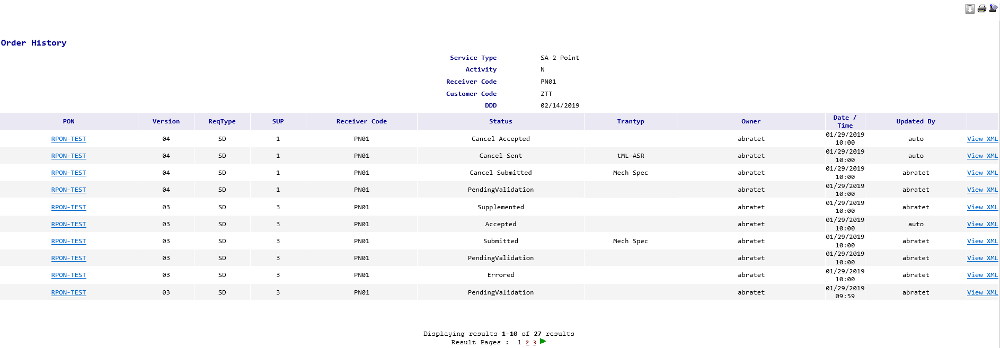 Order History
Service Type SA-2 Point
Activity N
Receiver Code PN01
Customer Code ZTT
DDD 02/14/2019
PON Version ReqType SUP Receiver Code Status Trantyp Owner Date / Time Updated By
RPON-TEST 04 SD 1 PN01 Cancel Accepted abratet 01/29/2019 10:00 auto View XML
RPON-TEST 04 SD 1 PN01 Cancel Sent tML-ASR abratet 01/29/2019 10:00 auto View XML
RPON-TEST 04 SD 1 PN01 Cancel Submitted Mech Spec abratet 01/29/2019 10:00 abratet View XML
RPON-TEST 04 SD 1 PN01 PendingValidation abratet 01/29/2019 10:00 abratet View XML
RPON-TEST 03 SD 3 PN01 Supplemented abratet 01/29/2019 10:00 abratet View XML
RPON-TEST 03 SD 3 PN01 Accepted abratet 01/29/2019 10:00 auto View XML
RPON-TEST 03 SD 3 PN01 Submitted Mech Spec abratet 01/29/2019 10:00 abratet View XML
RPON-TEST 03 SD 3 PN01 PendingValidation abratet 01/29/2019 10:00 abratet View XML
RPON-TEST 03 SD 3 PN01 Errored abratet 01/29/2019 10:00 abratet View XML
RPON-TEST 03 SD 3 PN01 PendingValidation abratet 01/29/2019 09:59 abratet View XML
Displaying results 1-10 of 27 results
Result Pages : 1 2 3